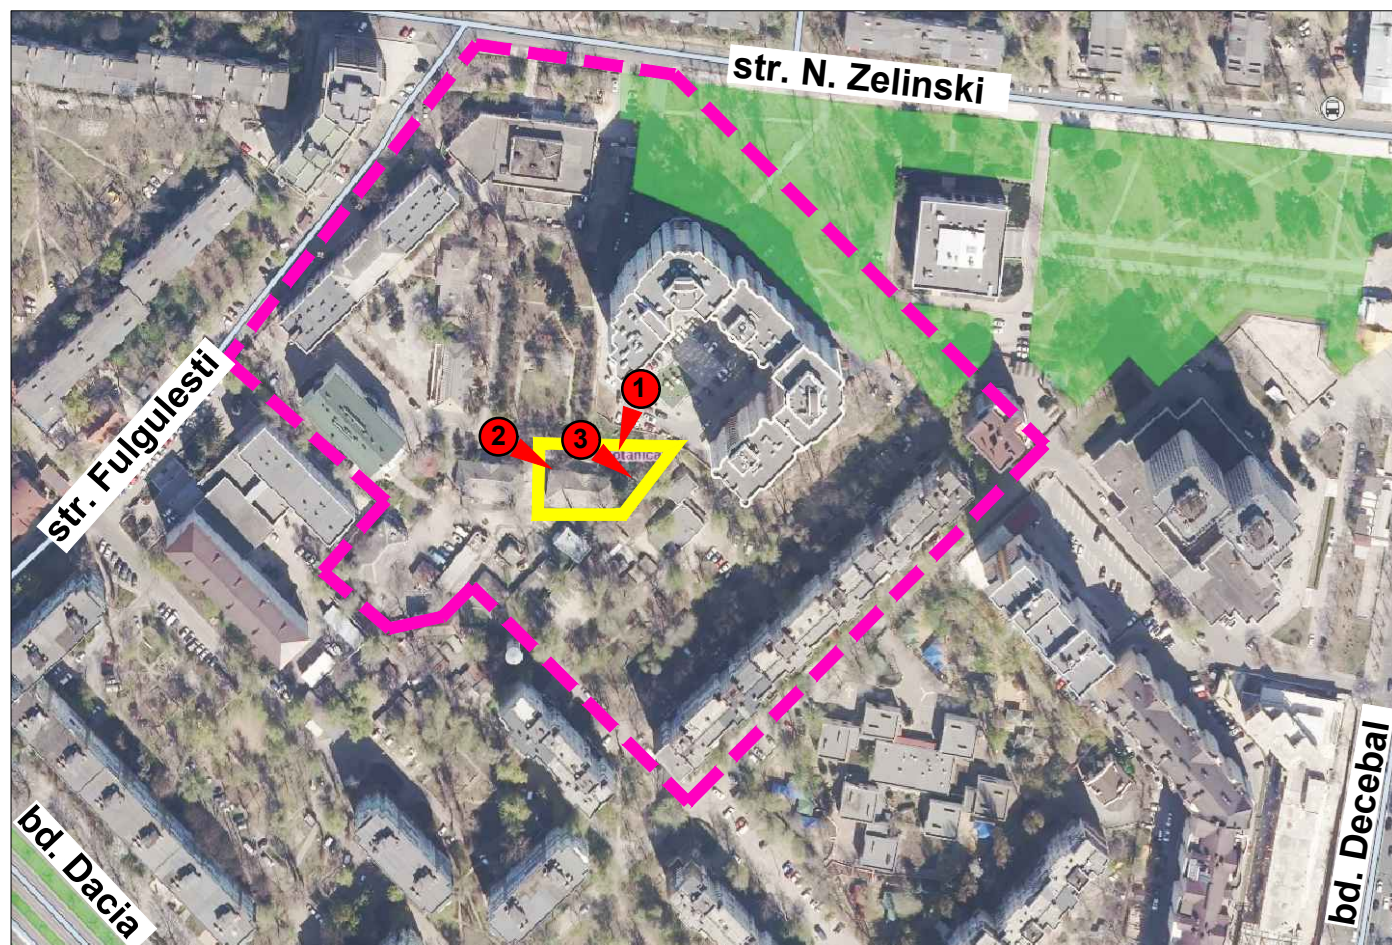 str. N. Zelinski
1
2
3
str. Fulgulesti
bd. Dacia
bd. Decebal